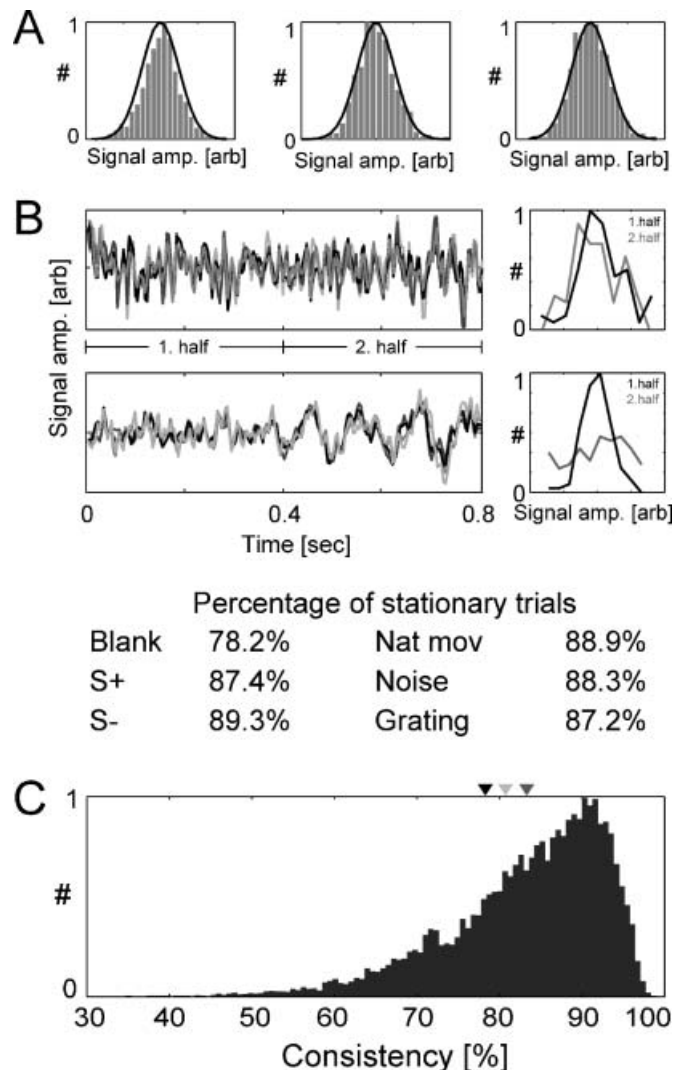 A
1
#
0
Signal amp. [arb]
1
#
0
Signal amp. [arb]
1
#
0
Signal amp. [arb]
B
Signal amp. [arb]
1. half
2. half
1
1.half
2.half
#
0
1
1.half
2.half
#
0
0
0.4
0.8
Time [sec]
Signal amp. [arb]
Percentage of stationary trials
Blank 78.2% Nat mov 88.9%
S+ 87.4% Noise 88.3%
S- 89.3% Grating 87.2%
C
1
#
0
30 40 50 60 70 80 90 100
Consistency [%]